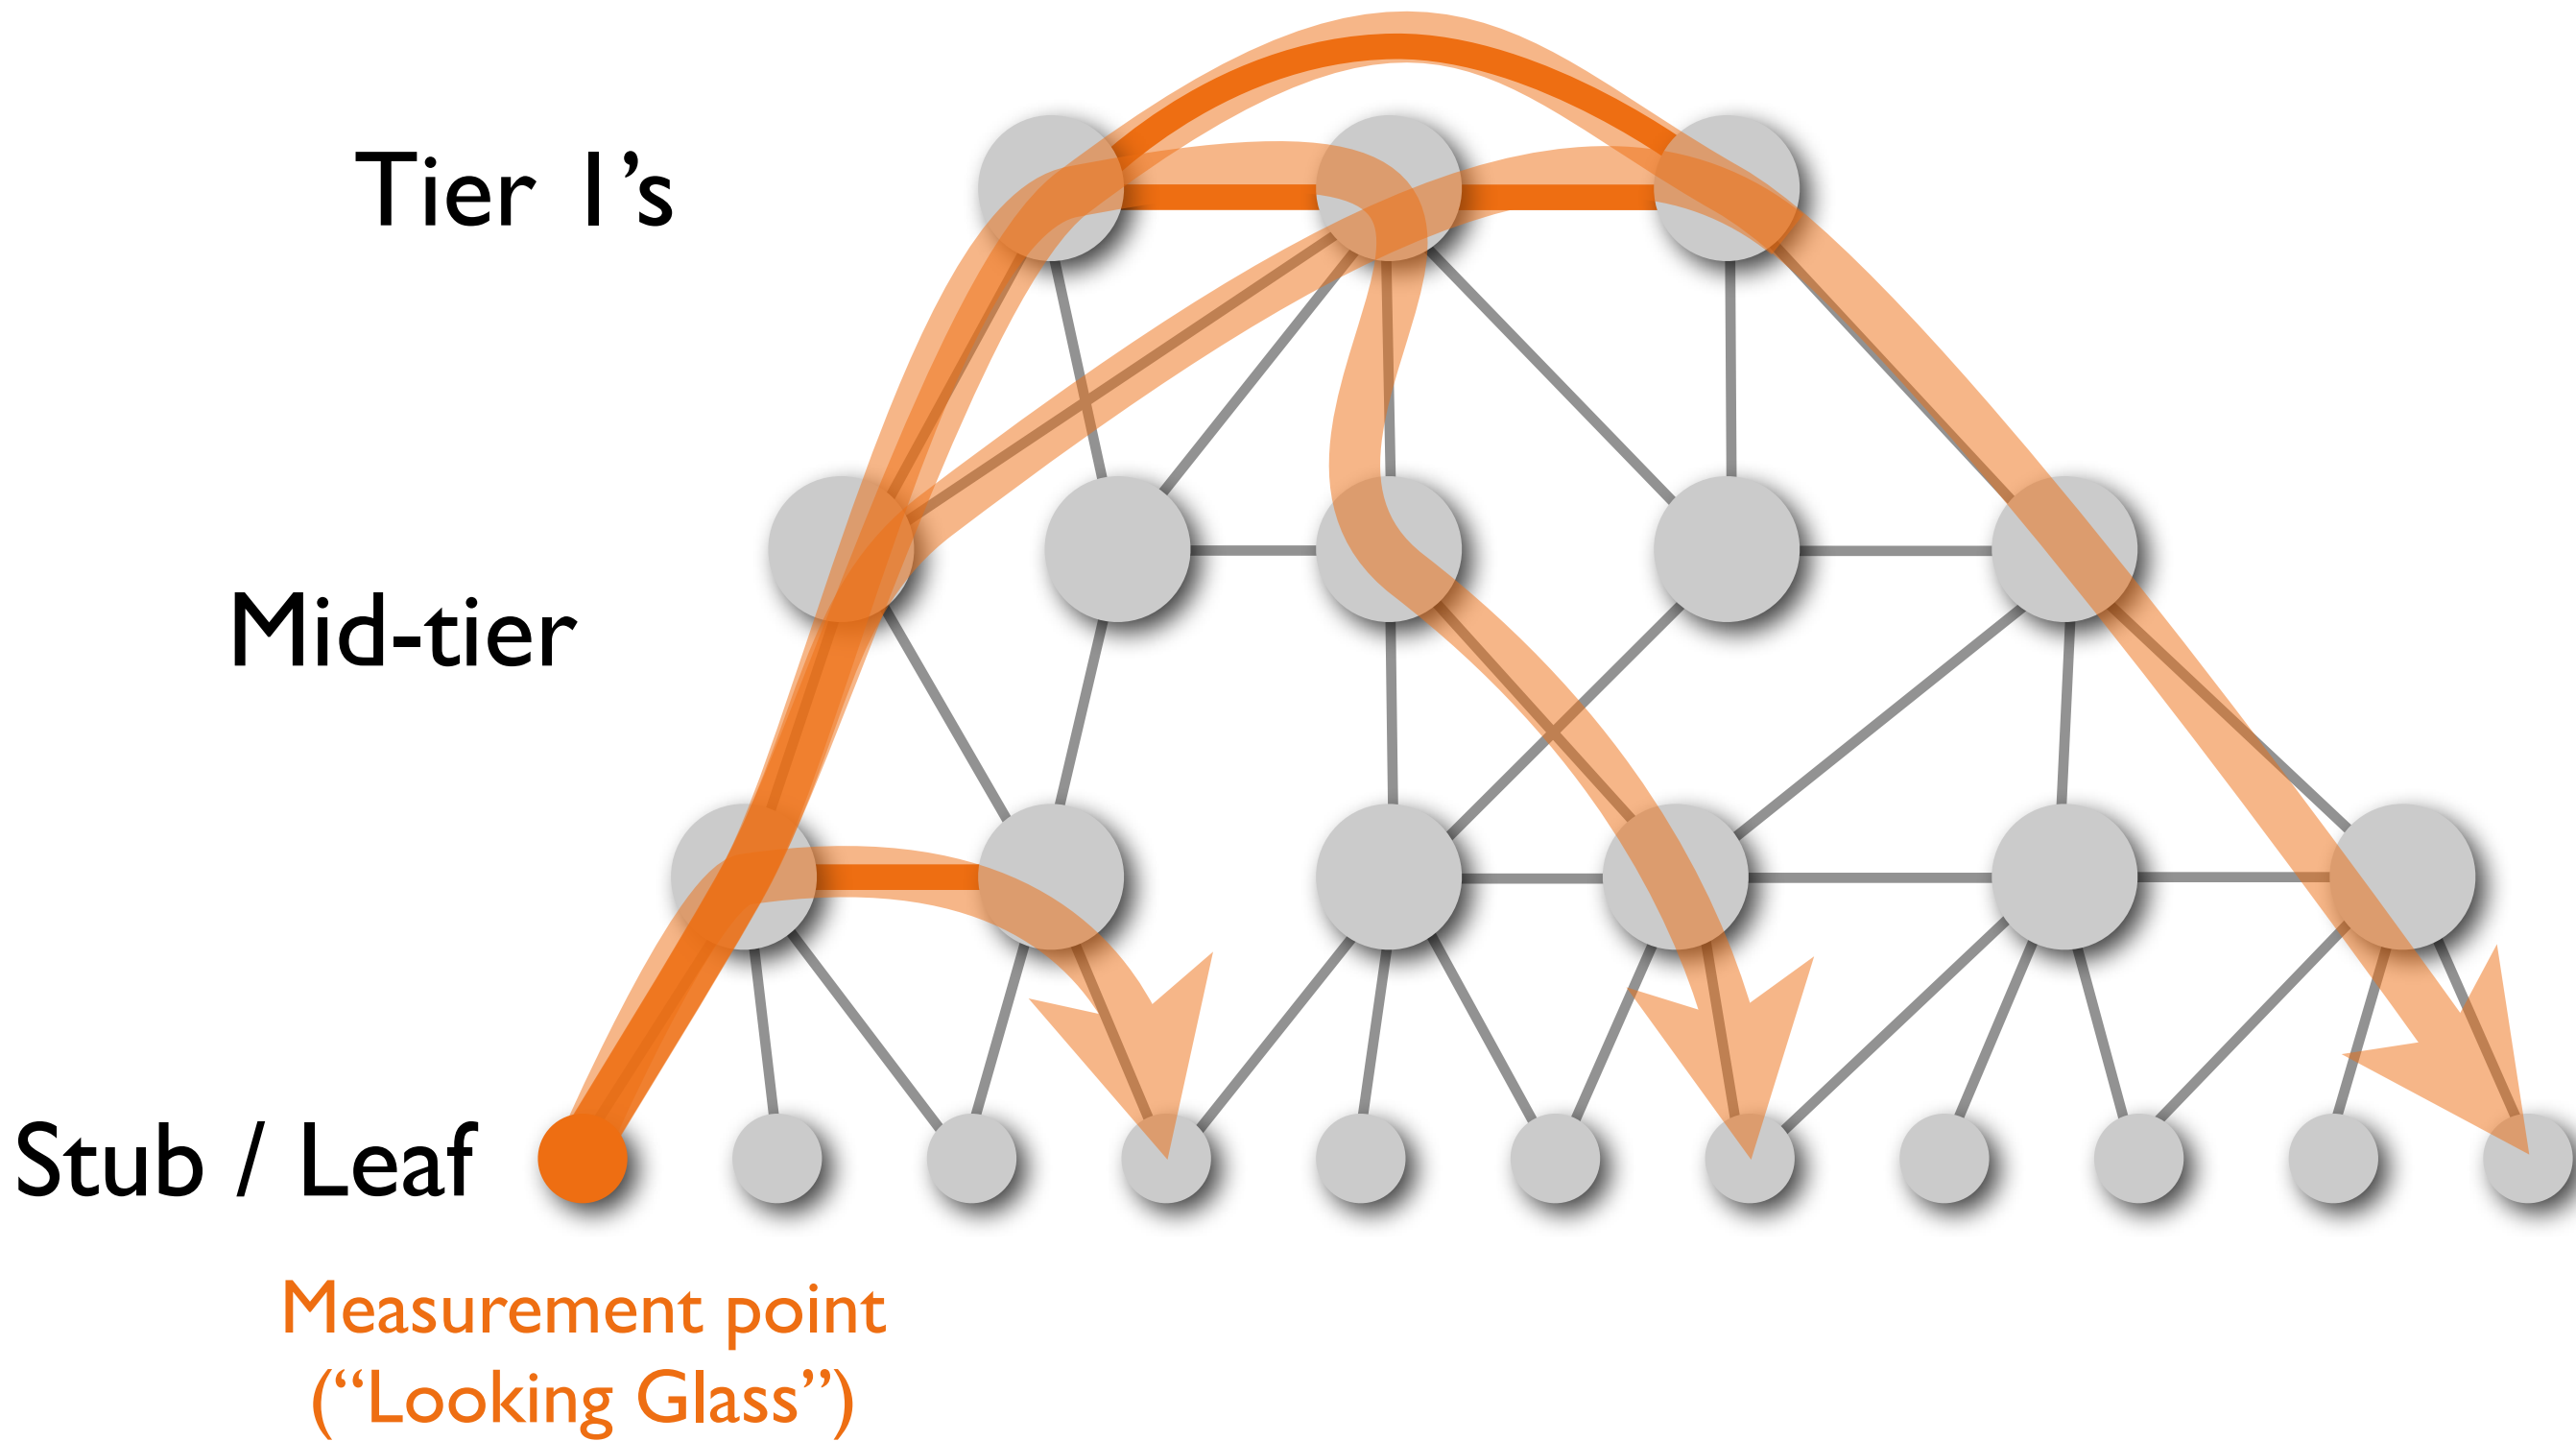 Tier 1’s
Mid-tier
Stub / Leaf
Measurement point
(“Looking Glass”)